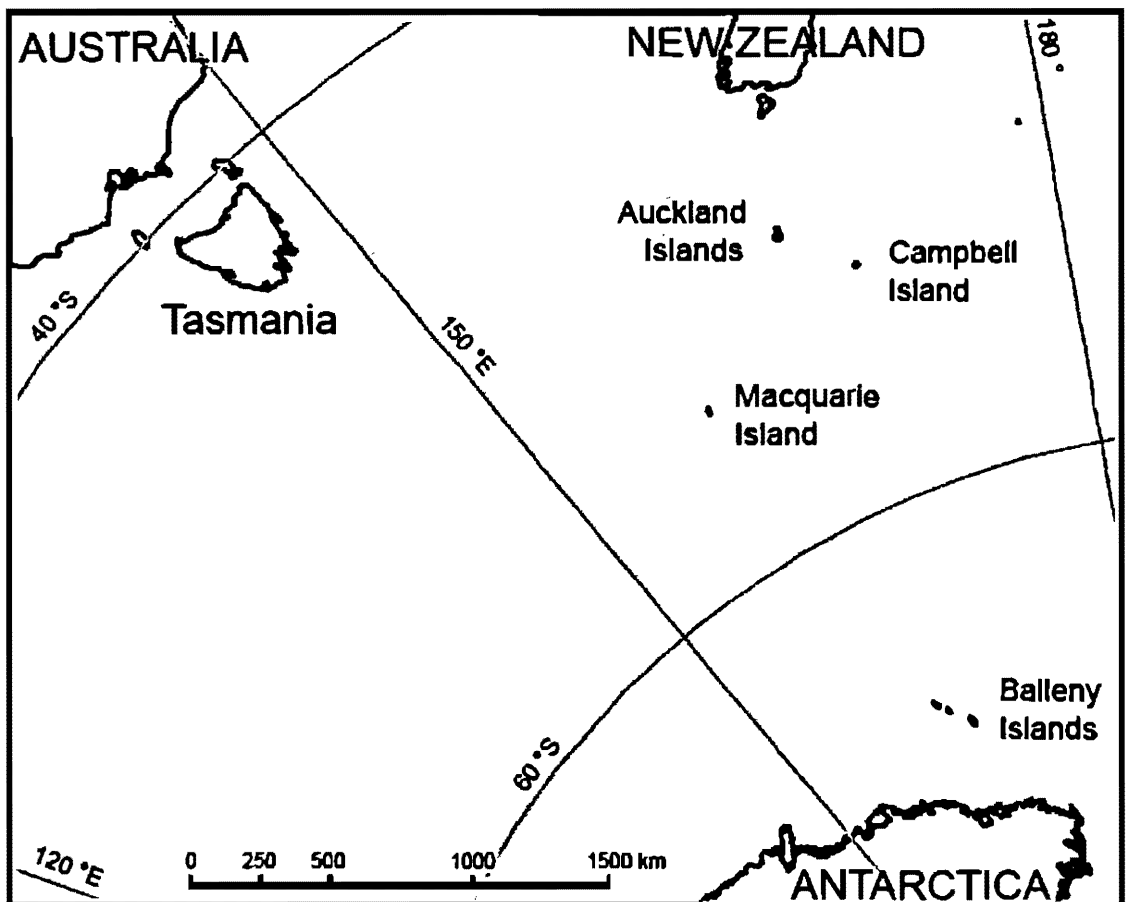 AUSTRALIA
NEW ZEALAND
180 °
Auckland
Islands
Campbell
Island
40 °S
Tasmania
150 °E
Macquarie
Island
Balleny
Islands
60 °S
120 °E
0 250 500 1000 1500 km
ANTARCTICA